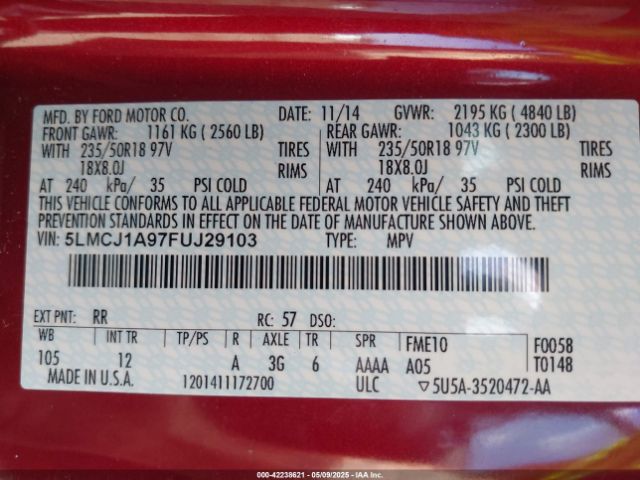 MFD. BY FORD MOTOR CO. DATE: 11/14 GVWR: 2195 KG ( 4840 LB)
FRONT GAWR: 1161 KG ( 2560 LB) REAR GAWR: 1043 KG ( 2300 LB)
WITH 235/50R18 97V TIRES WITH 235/50R18 97V TIRES
18X8.0J RIMS 18X8.0J RIMS
AT 240 kPa/ 35 PSI COLD AT 240 kPa/ 35 PSI COLD
THIS VEHICLE CONFORMS TO ALL APPLICABLE FEDERAL MOTOR VEHICLE SAFETY AND THEFT
PREVENTION STANDARDS IN EFFECT ON THE DATE OF MANUFACTURE SHOWN ABOVE.
VIN: 5LMCJ1A97FUJ29103 TYPE: MPV
EXT PNT: RR RC: 57 DSO:
WB INT TR TP/PS R AXLE TR SPR FME10 F0058
105 12 A 3G 6 AAAA A05 T0148
MADE IN U.S.A. 1201411172700 ULC ▽5U5A-3520472-AA
000-42238621 - 05/09/2025 - IAAI.COM